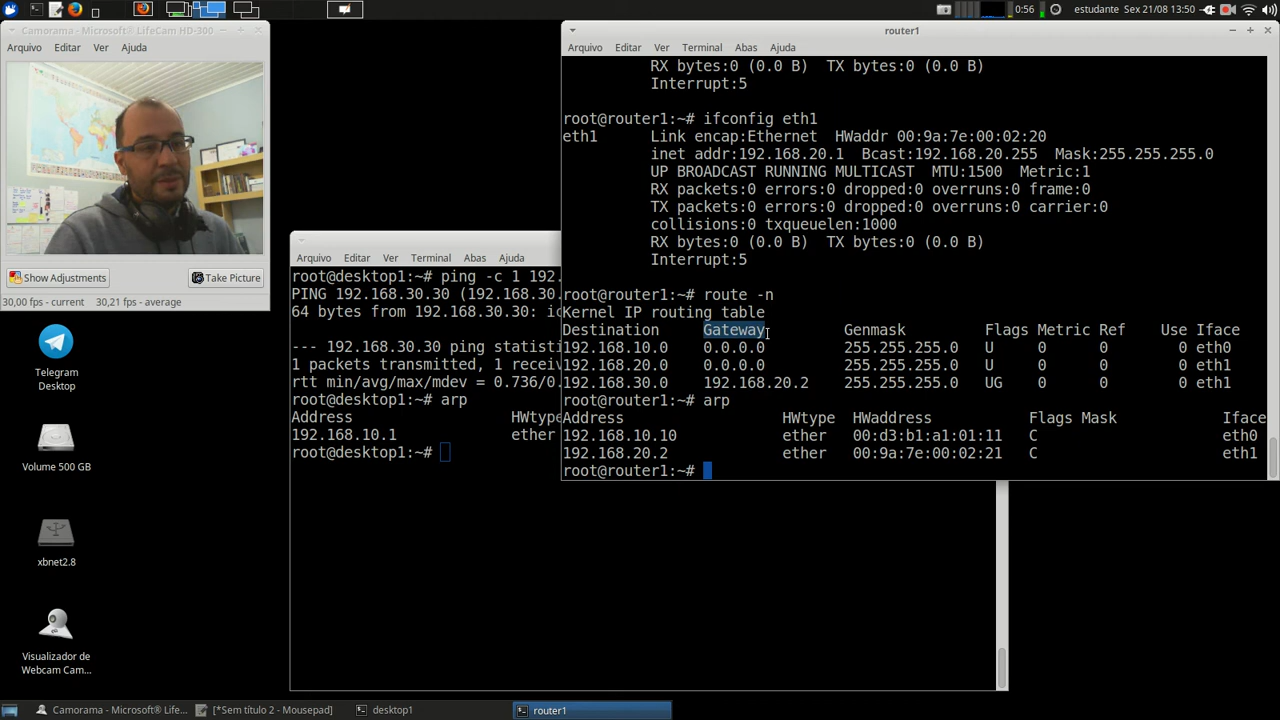 0:56 estudante Sex 21/08 13:50
Camorama - Microsoft® LifeCam HD-300
Arquivo Editar Ver Ajuda
Show Adjustments Take Picture
30,00 fps - current 30,21 fps - average
Telegram
Desktop
Volume 500 GB
xbnet2.8
Visualizador de
Webcam Cam...
Arquivo Editar Ver Terminal Abas Ajuda
root@desktop1:~# ping -c 1 192.
PING 192.168.30.30 (192.168.30.
64 bytes from 192.168.30.30: ic
--- 192.168.30.30 ping statisti
1 packets transmitted, 1 receiv
rtt min/avg/max/mdev = 0.736/0.
root@desktop1:~# arp
Address HWty
192.168.10.1 ether
root@desktop1:~#
router1
Arquivo Editar Ver Terminal Abas Ajuda
RX bytes:0 (0.0 B) TX bytes:0 (0.0 B)
Interrupt:5
root@router1:~# ifconfig eth1
eth1 Link encap:Ethernet HWaddr 00:9a:7e:00:02:20
inet addr:192.168.20.1 Bcast:192.168.20.255 Mask:255.255.255.0
UP BROADCAST RUNNING MULTICAST MTU:1500 Metric:1
RX packets:0 errors:0 dropped:0 overruns:0 frame:0
TX packets:0 errors:0 dropped:0 overruns:0 carrier:0
collisions:0 txqueuelen:1000
RX bytes:0 (0.0 B) TX bytes:0 (0.0 B)
Interrupt:5
root@router1:~# route -n
Kernel IP routing table
Destination Gateway Genmask Flags Metric Ref Use Iface
192.168.10.0 0.0.0.0 255.255.255.0 U 0 0 0 eth0
192.168.20.0 0.0.0.0 255.255.255.0 U 0 0 0 eth1
192.168.30.0 192.168.20.2 255.255.255.0 UG 0 0 0 eth1
root@router1:~# arp
Address HWtype HWaddress Flags Mask Iface
192.168.10.10 ether 00:d3:b1:a1:01:11 C eth0
192.168.20.2 ether 00:9a:7e:00:02:21 C eth1
root@router1:~#
Camorama - Microsoft® Life... [*Sem título 2 - Mousepad] desktop1 router1